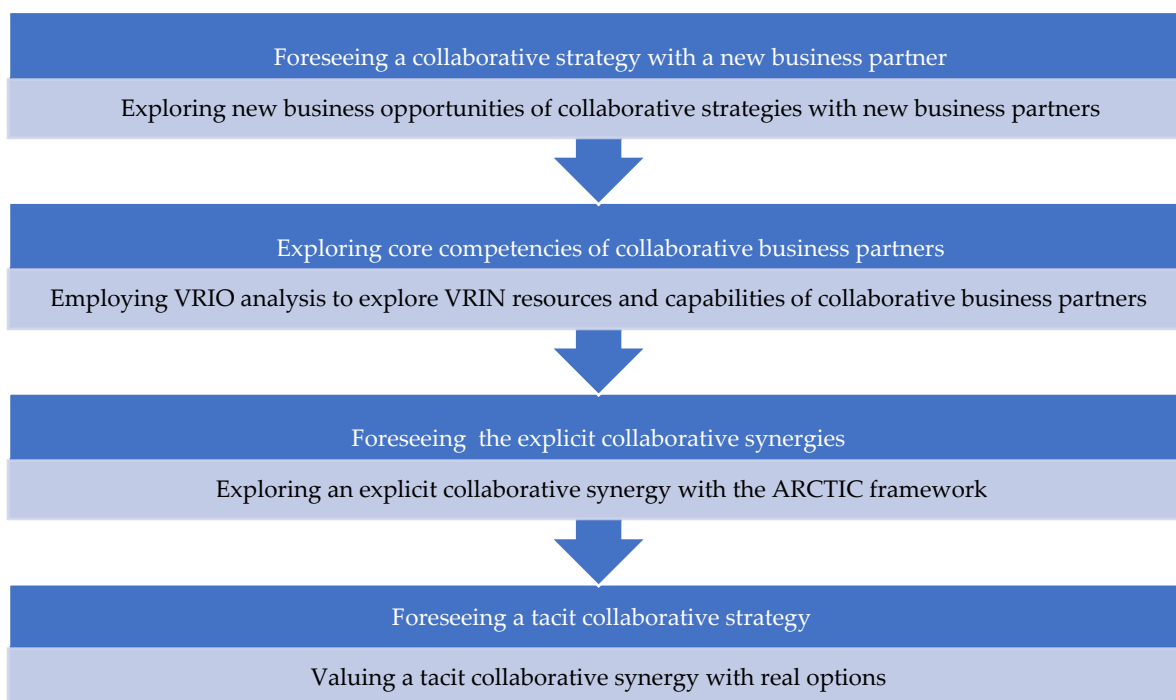 Foreseeing a collaborative strategy with a new business partner
Exploring new business opportunities of collaborative strategies with new business partners
Exploring core competencies of collaborative business partners
Employing VRIO analysis to explore VRIN resources and capabilities of collaborative business partners
Foreseeing the explicit collaborative synergies
Exploring an explicit collaborative synergy with the ARCTIC framework
Foreseeing a tacit collaborative strategy
Valuing a tacit collaborative synergy with real options